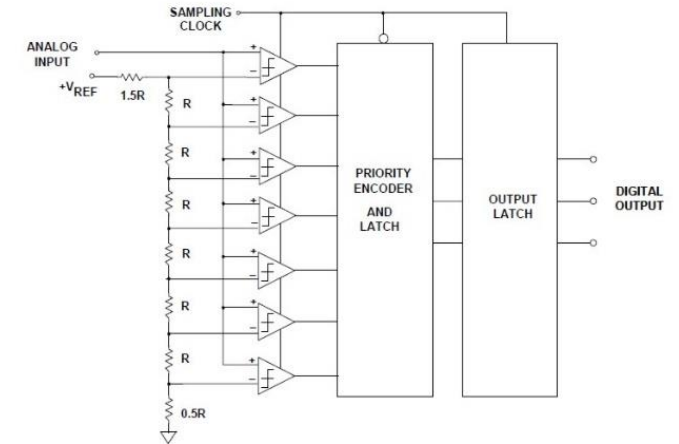 SAMPLING
CLOCK
ANALOG
INPUT
+VREF
1.5R
R
R
R
R
R
R
0.5R
+
−
+
−
+
−
+
−
+
−
+
−
+
−
PRIORITY
ENCODER
AND
LATCH
OUTPUT
LATCH
DIGITAL
OUTPUT